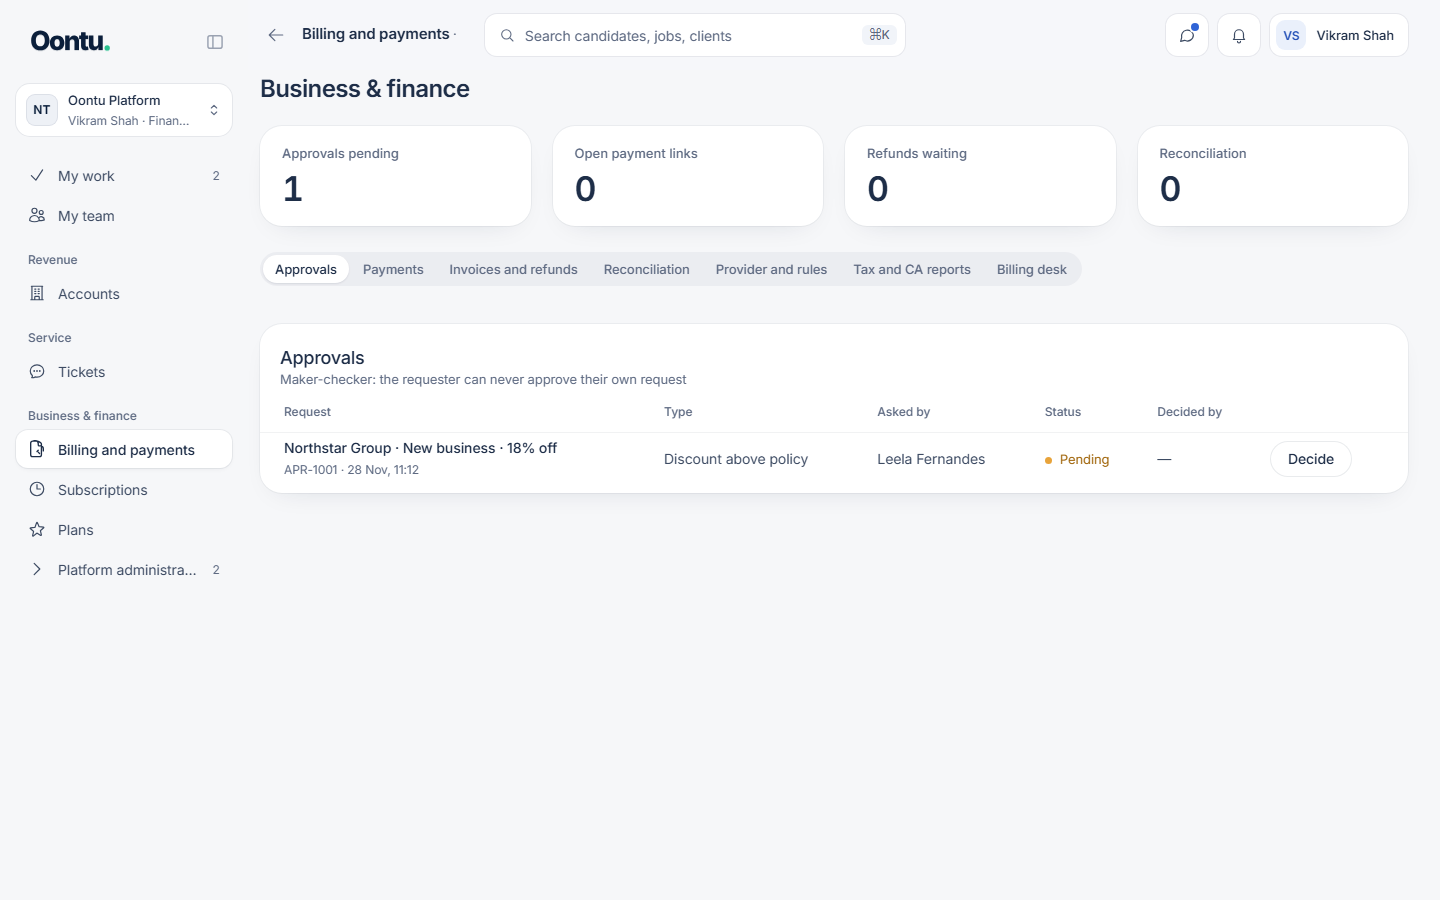 Oontu.
Billing and payments ·
Search candidates, jobs, clients
⌘K
VS
Vikram Shah
NT
Oontu Platform
Vikram Shah · Finan...
My work
2
My team
Revenue
Accounts
Service
Tickets
Business & finance
Billing and payments
Subscriptions
Plans
Platform administra...
2
Business & finance
Approvals pending
1
Open payment links
0
Refunds waiting
0
Reconciliation
0
Approvals
Payments
Invoices and refunds
Reconciliation
Provider and rules
Tax and CA reports
Billing desk
Approvals
Maker-checker: the requester can never approve their own request
Request
Type
Asked by
Status
Decided by
Northstar Group · New business · 18% off
APR-1001 · 28 Nov, 11:12
Discount above policy
Leela Fernandes
Pending
—
Decide